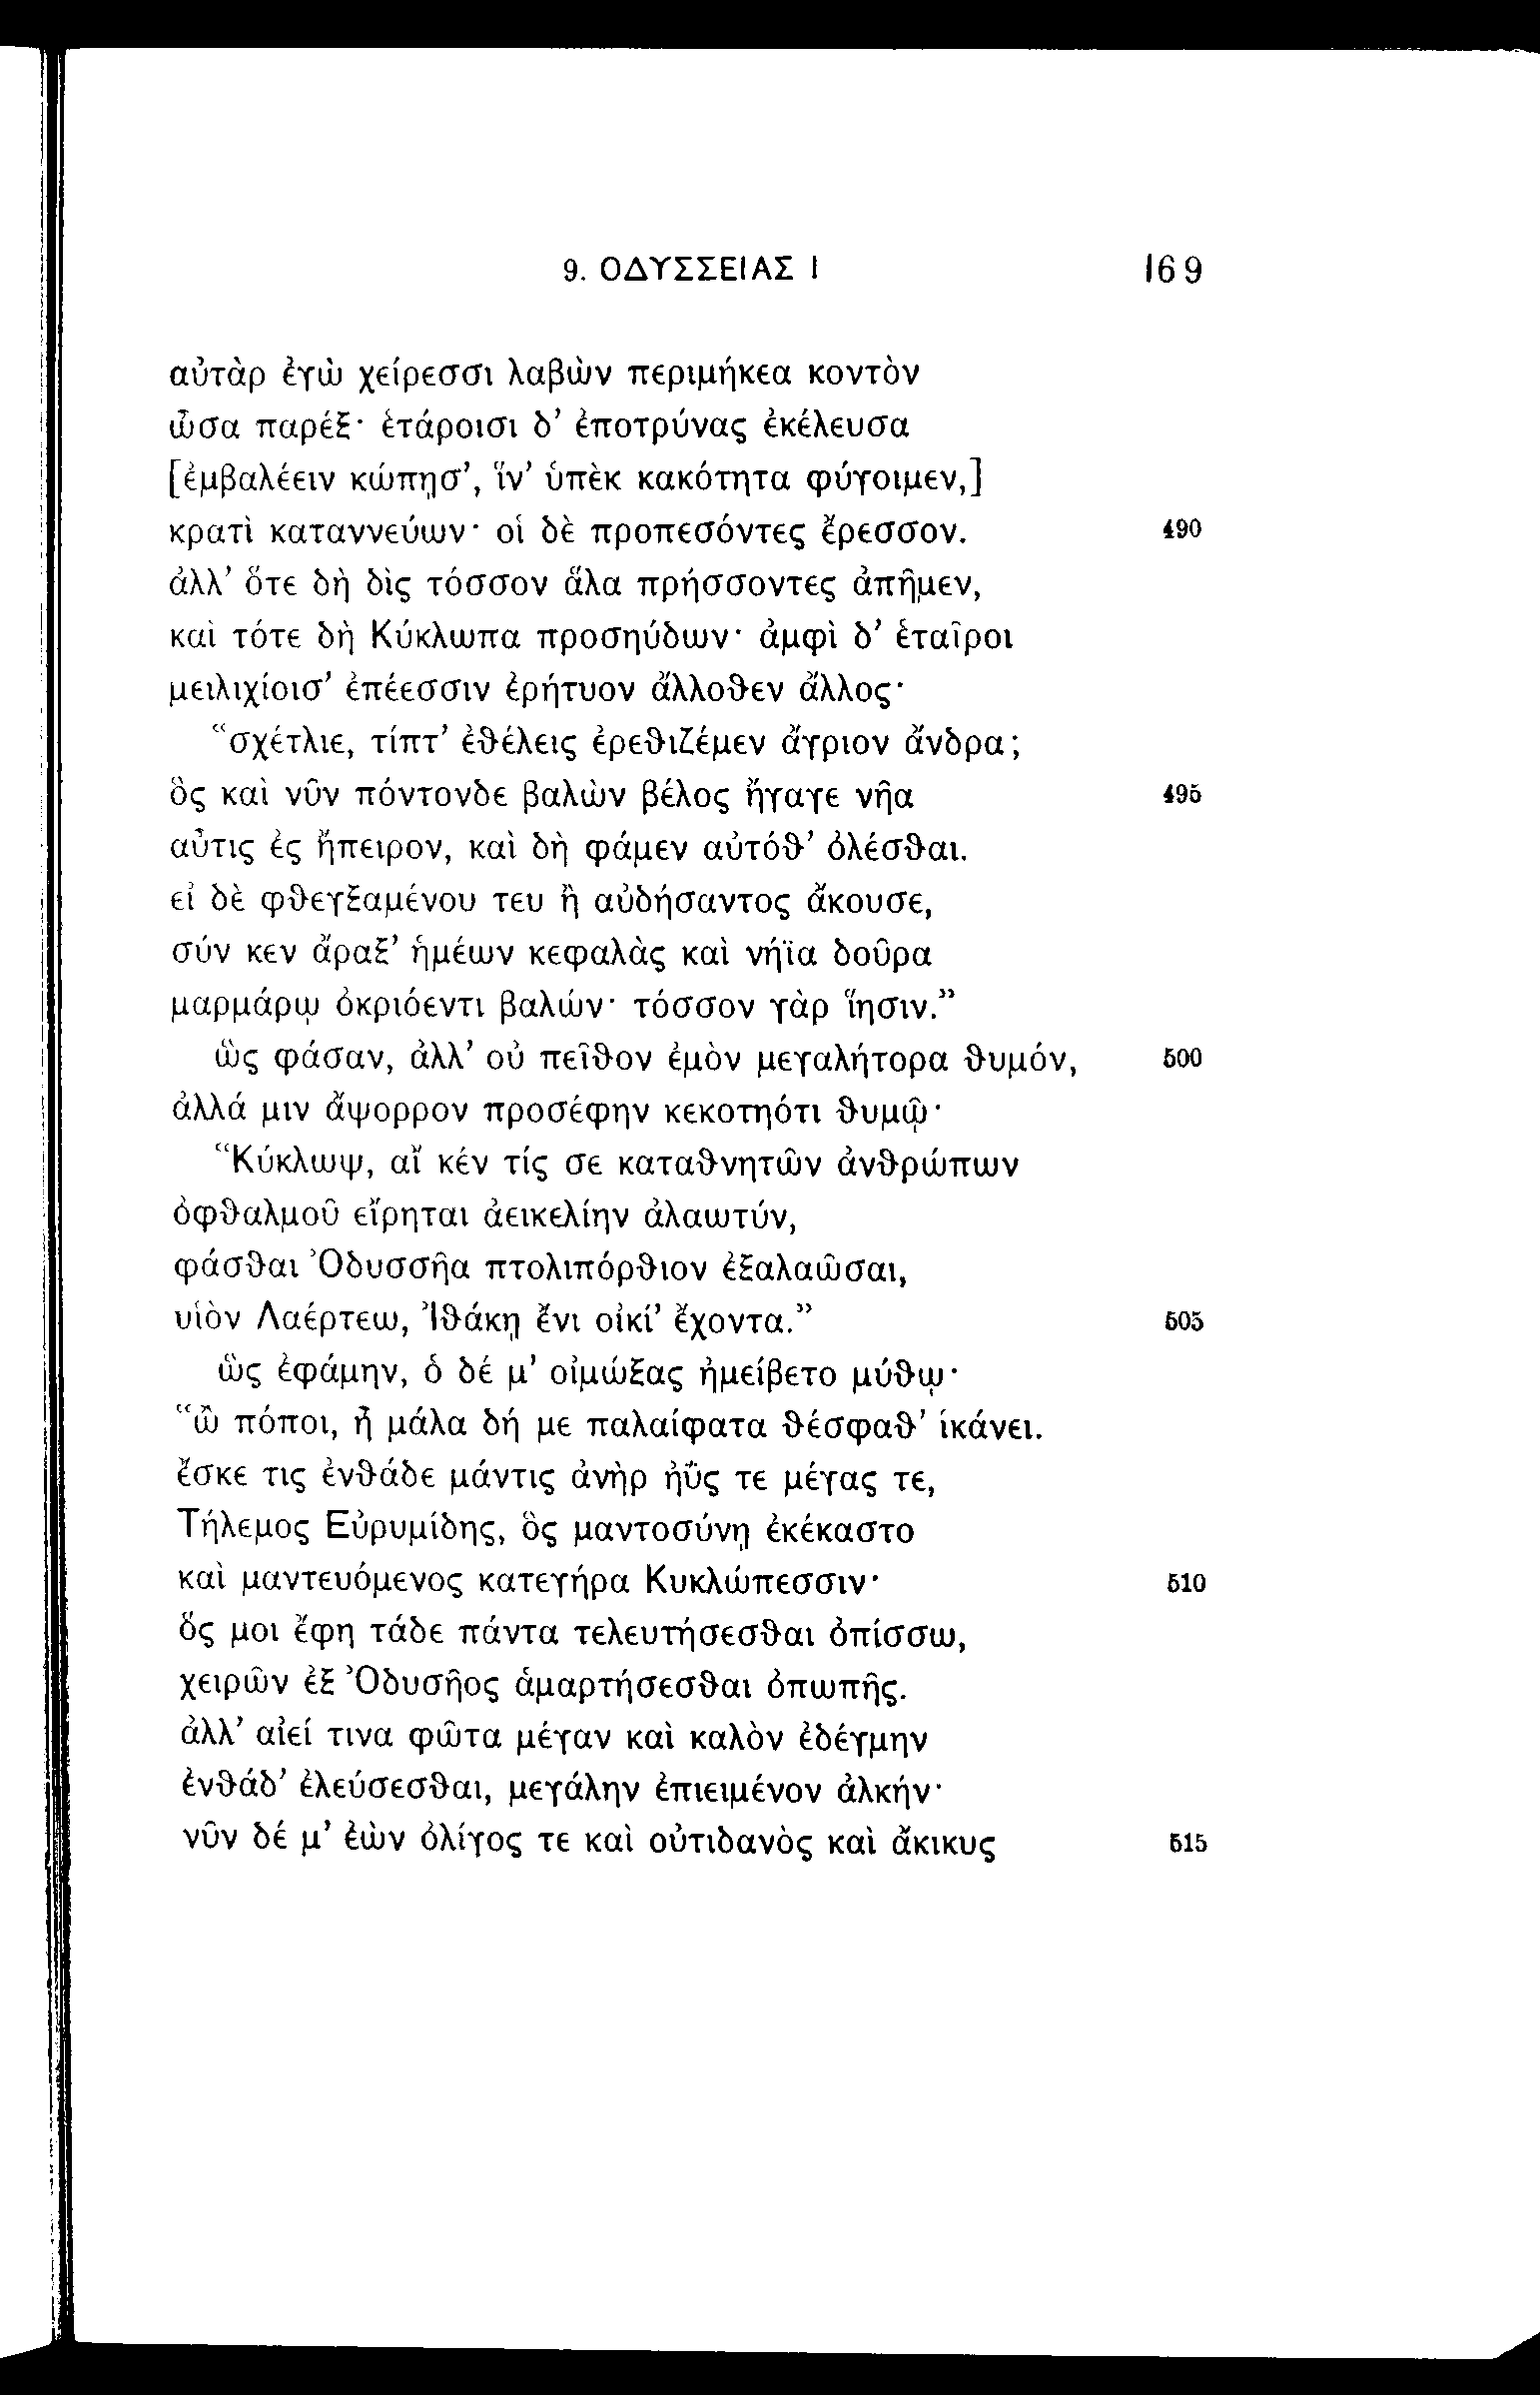 9. ΟΔΥΣΣΕΙΑΣ Ι 169
αὐτὰρ ἐγὼ χείρεσσι λαβὼν περιμήκεα κοντὸν
ὦσα παρέξ· ἑτάροισι δ’ ἐποτρύνας ἐκέλευσα
[ἐμβαλέειν κώπῃσ’, ἵν’ ὑπὲκ κακότητα φύγοιμεν,]
κρατὶ καταννεύων· οἱ δὲ προπεσόντες ἔρεσσον. 490
ἀλλ’ ὅτε δὴ δὶς τόσσον ἅλα πρήσσοντες ἀπῆμεν,
καὶ τότε δὴ Κύκλωπα προσηύδων· ἀμφὶ δ’ ἑταῖροι
μειλιχίοισ’ ἐπέεσσιν ἐρήτυον ἄλλοθεν ἄλλος·
“σχέτλιε, τίπτ’ ἐθέλεις ἐρεθιζέμεν ἄγριον ἄνδρα;
ὃς καὶ νῦν πόντονδε βαλὼν βέλος ἤγαγε νῆα 495
αὖτις ἐς ἤπειρον, καὶ δὴ φάμεν αὐτόθ’ ὀλέσθαι.
εἰ δὲ φθεγξαμένου τευ ἢ αὐδήσαντος ἄκουσε,
σύν κεν ἄραξ’ ἡμέων κεφαλὰς καὶ νήϊα δοῦρα
μαρμάρῳ ὀκριόεντι βαλών· τόσσον γὰρ ἵησιν.”
ὣς φάσαν, ἀλλ’ οὐ πεῖθον ἐμὸν μεγαλήτορα θυμόν, 500
ἀλλά μιν ἄψορρον προσέφην κεκοτηότι θυμῷ·
“Κύκλωψ, αἴ κέν τίς σε καταθνητῶν ἀνθρώπων
ὀφθαλμοῦ εἴρηται ἀεικελίην ἀλαωτύν,
φάσθαι Ὀδυσσῆα πτολιπόρθιον ἐξαλαῶσαι,
υἱὸν Λαέρτεω, Ἰθάκῃ ἔνι οἰκί’ ἔχοντα.” 505
ὣς ἐφάμην, ὁ δέ μ’ οἰμώξας ἠμείβετο μύθῳ·
“ὢ πόποι, ἦ μάλα δή με παλαίφατα θέσφαθ’ ἱκάνει.
ἔσκε τις ἐνθάδε μάντις ἀνὴρ ἠΰς τε μέγας τε,
Τήλεμος Εὐρυμίδης, ὃς μαντοσύνῃ ἐκέκαστο
καὶ μαντευόμενος κατεγήρα Κυκλώπεσσιν· 510
ὅς μοι ἔφη τάδε πάντα τελευτήσεσθαι ὀπίσσω,
χειρῶν ἐξ Ὀδυσῆος ἁμαρτήσεσθαι ὀπωπῆς.
ἀλλ’ αἰεί τινα φῶτα μέγαν καὶ καλὸν ἐδέγμην
ἐνθάδ’ ἐλεύσεσθαι, μεγάλην ἐπιειμένον ἀλκήν·
νῦν δέ μ’ ἐὼν ὀλίγος τε καὶ οὐτιδανὸς καὶ ἄκικυς 515